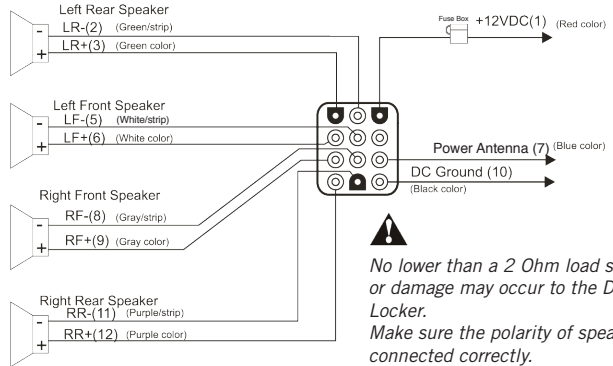 Left Rear Speaker
LR-(2) (Green/strip)
LR+(3) (Green color)
Fuse Box +12VDC(1) (Red color)
Left Front Speaker
LF-(5) (White/strip)
LF+(6) (White color)
Power Antenna (7) (Blue color)
DC Ground (10)
(Black color)
Right Front Speaker
RF-(8) (Gray/strip)
RF+(9) (Gray color)
No lower than a 2 Ohm load s
or damage may occur to the D
Locker.
Make sure the polarity of spea
connected correctly.
Right Rear Speaker
RR-(11) (Purple/strip)
RR+(12) (Purple color)
- +
- +
- +
- +